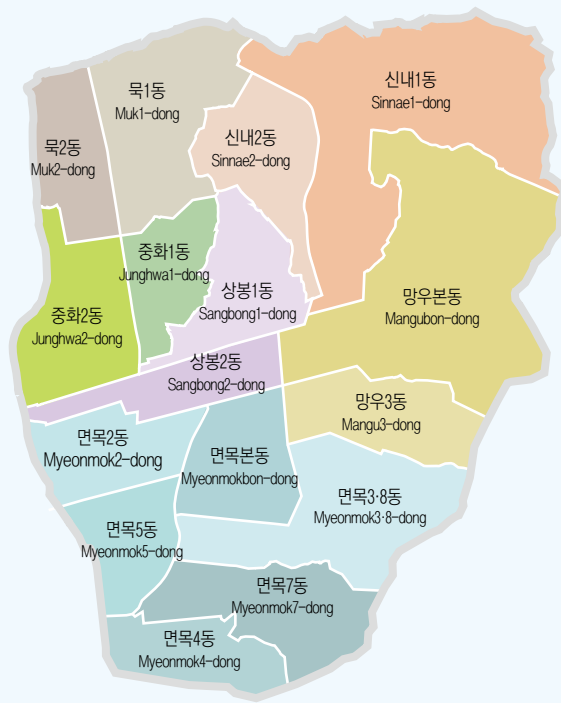 신내1동
Sinnae1-dong
묵1동
Muk1-dong
신내2동
Sinnae2-dong
묵2동
Muk2-dong
중화1동
Junghwa1-dong
상봉1동
Sangbong1-dong
망우본동
Mangubon-dong
중화2동
Junghwa2-dong
상봉2동
Sangbong2-dong
망우3동
Mangu3-dong
면목2동
Myeonmok2-dong
면목본동
Myeonmokbon-dong
면목3·8동
Myeonmok3·8-dong
면목5동
Myeonmok5-dong
면목7동
Myeonmok7-dong
면목4동
Myeonmok4-dong